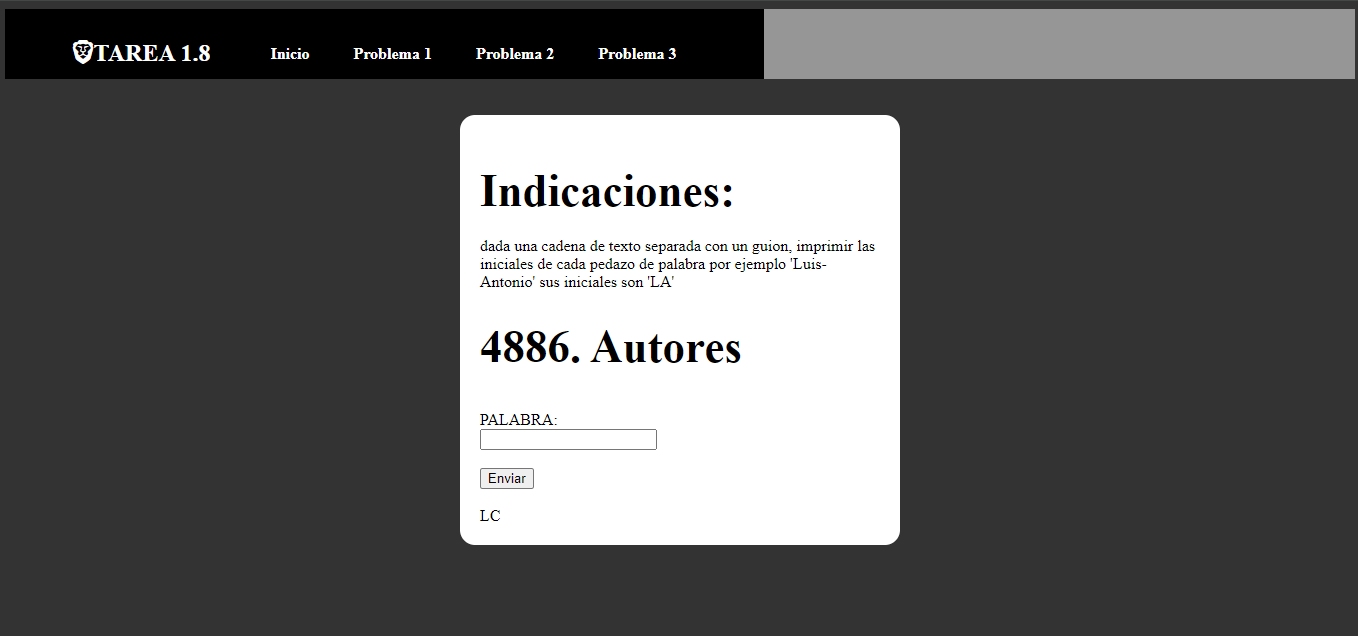 TAREA 1.8 Inicio Problema 1 Problema 2 Problema 3
Indicaciones:
dada una cadena de texto separada con un guion, imprimir las
iniciales de cada pedazo de palabra por ejemplo 'Luis-
Antonio' sus iniciales son 'LA'
4886. Autores
PALABRA:
Enviar
LC